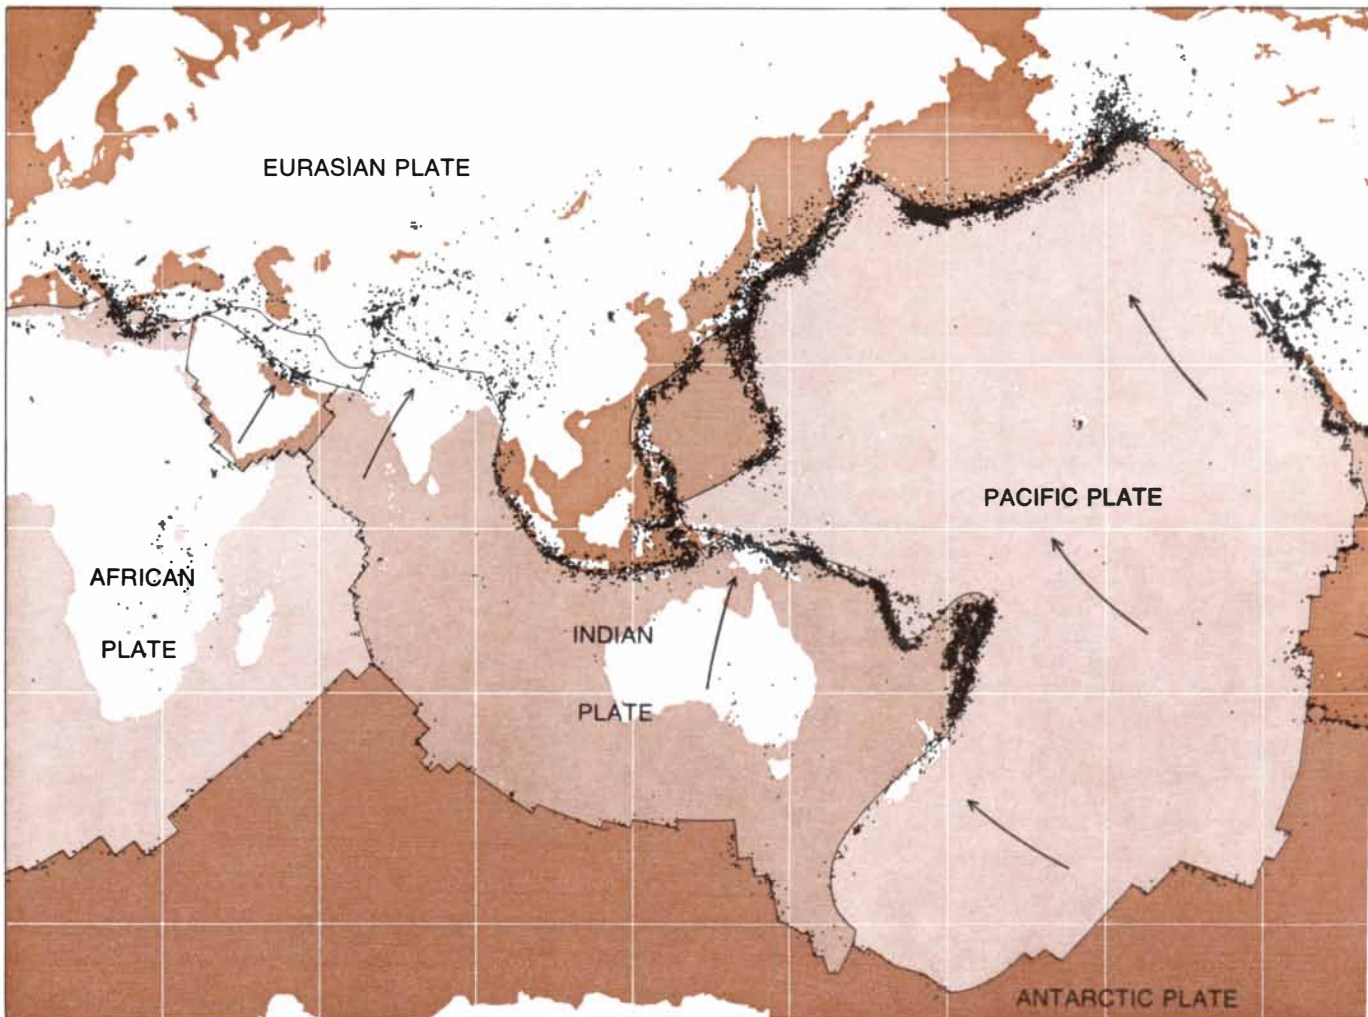 EURASIAN PLATE
PACIFIC PLATE
AFRICAN
PLATE
INDIAN
PLATE
ANTARCTIC PLATE